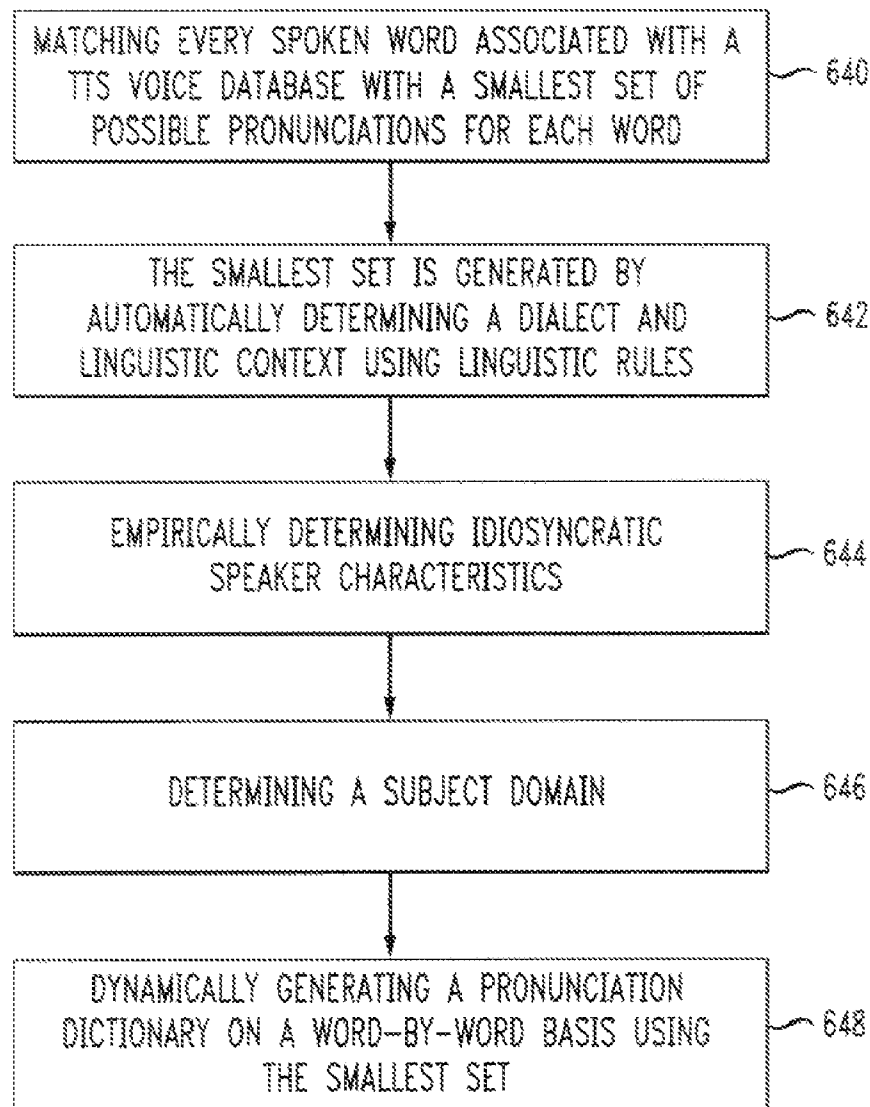 MATCHING EVERY SPOKEN WORD ASSOCIATED WITH A
TTS VOICE DATABASE WITH A SMALLEST SET OF
POSSIBLE PRONUNCIATIONS FOR EACH WORD
640
THE SMALLEST SET IS GENERATED BY
AUTOMATICALLY DETERMINING A DIALECT AND
LINGUISTIC CONTEXT USING LINGUISTIC RULES
642
EMPIRICALLY DETERMINING IDIOSYNCRATIC
SPEAKER CHARACTERISTICS
644
DETERMINING A SUBJECT DOMAIN
646
DYNAMICALLY GENERATING A PRONUNCIATION
DICTIONARY ON A WORD-BY-WORD BASIS USING
THE SMALLEST SET
648